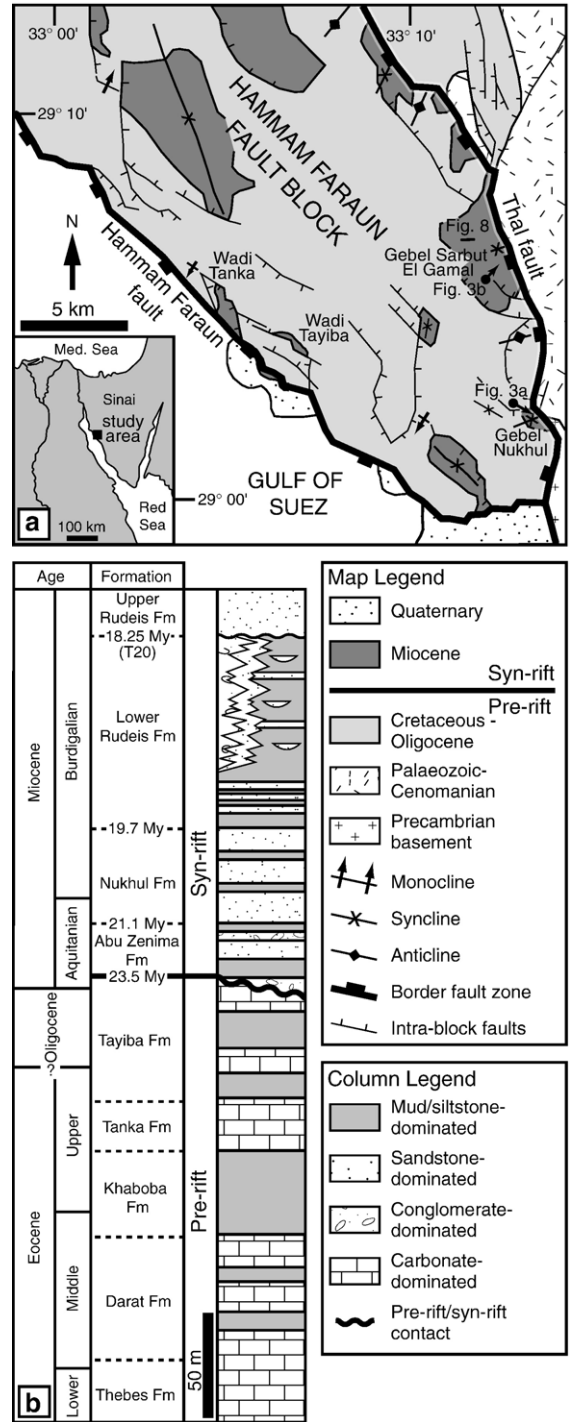 33° 00'
33° 10'
29° 10'
HAMMAM FARAUN
FAULT BLOCK
Hammam Faraun
fault
Thal fault
N
5 km
Wadi
Tanka
Wadi
Tayiba
Fig. 8
Gebel Sarbut
El Gamal
Fig. 3b
Fig. 3a
Gebel
Nukhul
GULF OF
SUEZ
29° 00'
Med. Sea
Sinai
study
area
Red
Sea
100 km
a
Age
Formation
Miocene
Burdigalian
Aquitanian
Oligocene
-?-
Eocene
Upper
Middle
Lower
Upper
Rudeis Fm
18.25 My
(T20)
Lower
Rudeis Fm
19.7 My
Nukhul Fm
21.1 My
Abu Zenima
Fm
23.5 My
Tayiba Fm
Tanka Fm
Khaboba
Fm
Darat Fm
Thebes Fm
Syn-rift
Pre-rift
50 m
b
Map Legend
Quaternary
Miocene
Syn-rift
Pre-rift
Cretaceous -
Oligocene
Palaeozoic-
Cenomanian
Precambrian
basement
Monocline
Syncline
Anticline
Border fault zone
Intra-block faults
Column Legend
Mud/siltstone-
dominated
Sandstone-
dominated
Conglomerate-
dominated
Carbonate-
dominated
Pre-rift/syn-rift
contact